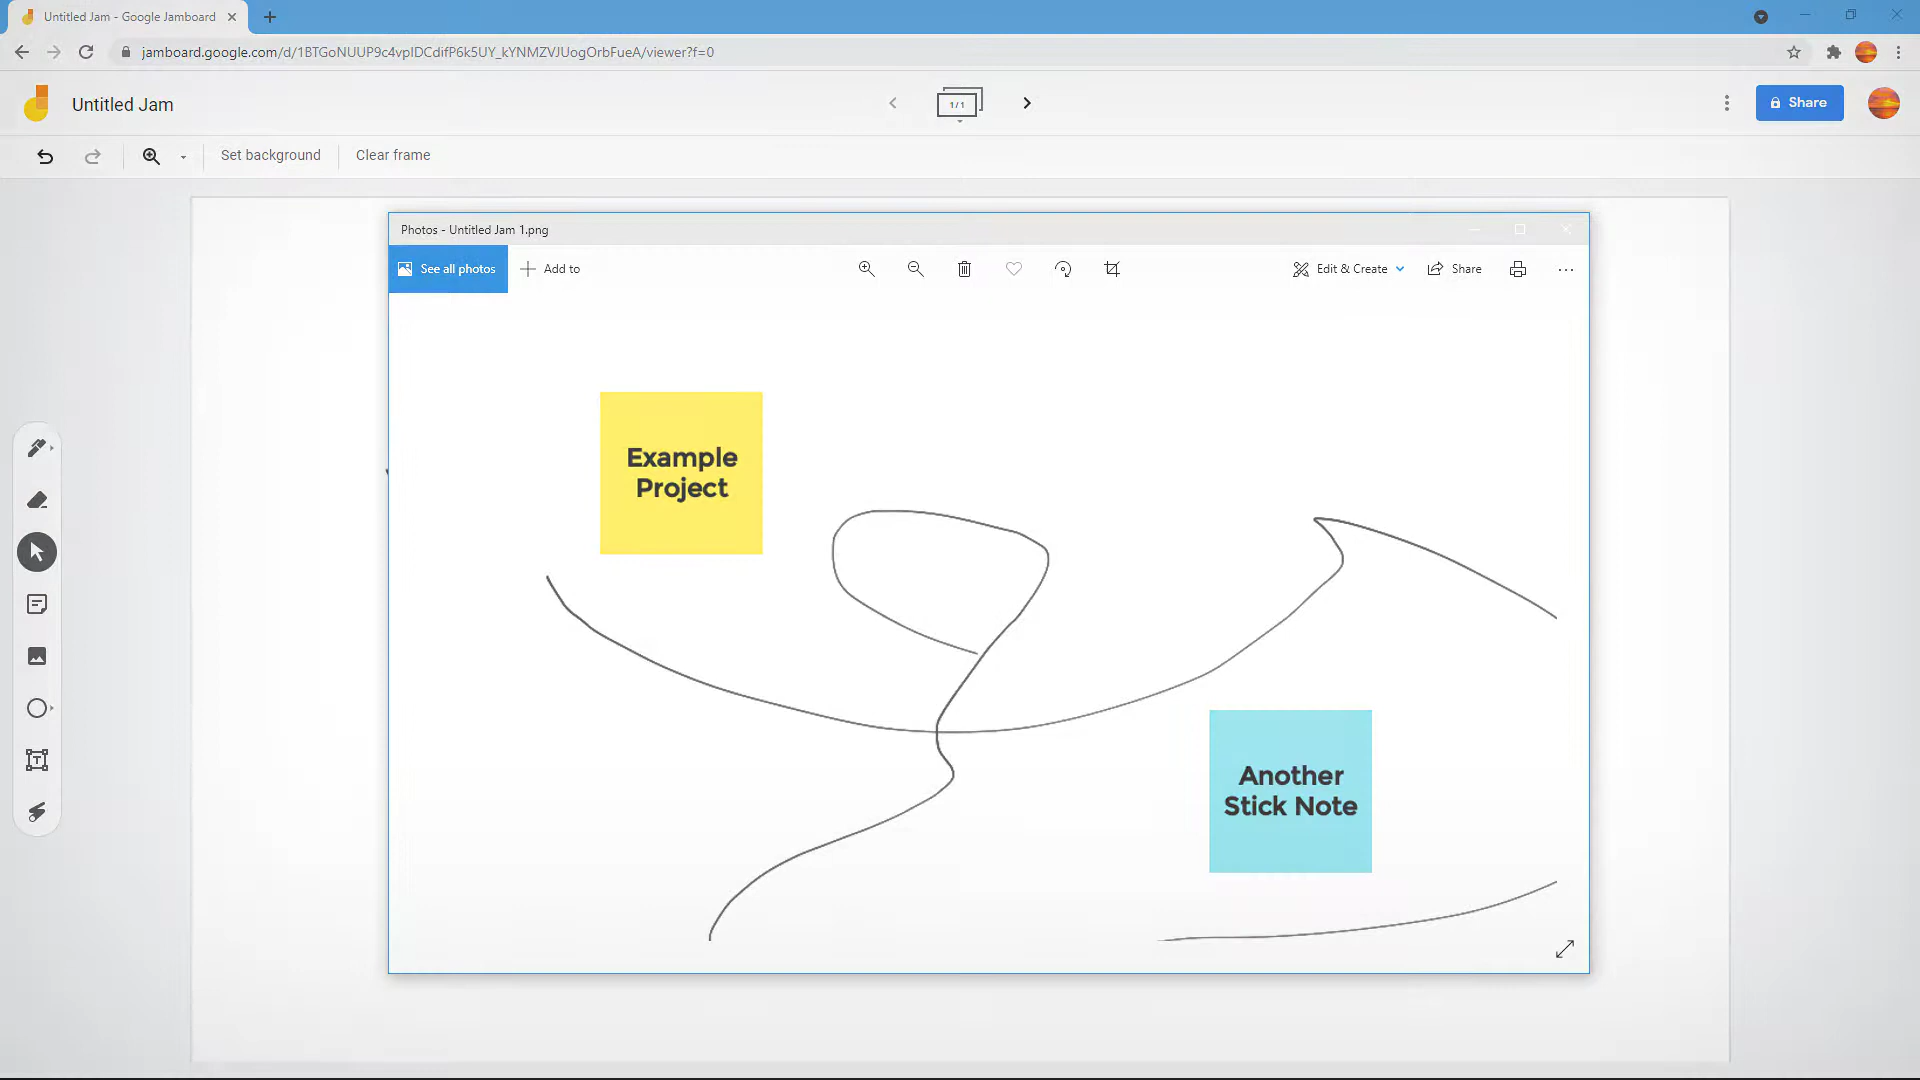 Untitled Jam - Google Jamboard
jamboard.google.com/d/1BTGoNUUP9c4vpIDCdifP6k5UY_kYNMZVJUogOrbFueA/viewer?f=0
Untitled Jam
1 / 1
Share
Set background
Clear frame
Photos - Untitled Jam 1.png
See all photos
Add to
Edit & Create
Share
Example
Project
Another
Stick Note
T